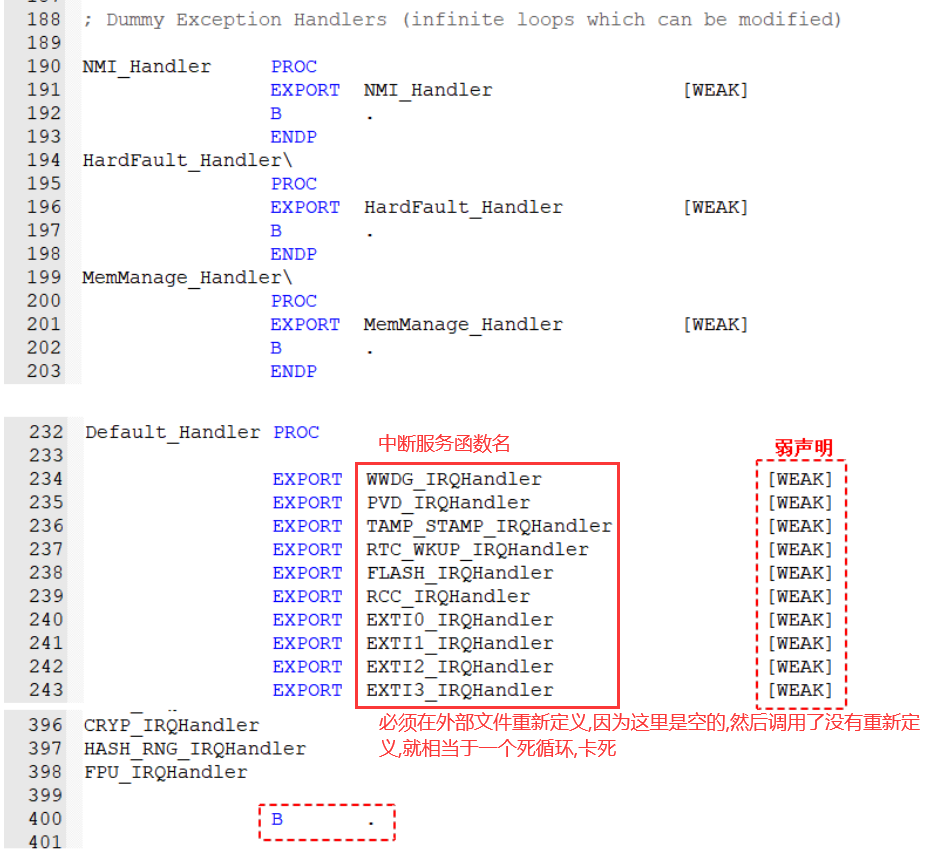 188 ; Dummy Exception Handlers (infinite loops which can be modified)
189
190 NMI_Handler PROC
191 EXPORT NMI_Handler [WEAK]
192 B .
193 ENDP
194 HardFault_Handler\
195 PROC
196 EXPORT HardFault_Handler [WEAK]
197 B .
198 ENDP
199 MemManage_Handler\
200 PROC
201 EXPORT MemManage_Handler [WEAK]
202 B .
203 ENDP
232 Default_Handler PROC
中断服务函数名
弱声明
233
234 EXPORT WWDG_IRQHandler [WEAK]
235 EXPORT PVD_IRQHandler [WEAK]
236 EXPORT TAMP_STAMP_IRQHandler [WEAK]
237 EXPORT RTC_WKUP_IRQHandler [WEAK]
238 EXPORT FLASH_IRQHandler [WEAK]
239 EXPORT RCC_IRQHandler [WEAK]
240 EXPORT EXTI0_IRQHandler [WEAK]
241 EXPORT EXTI1_IRQHandler [WEAK]
242 EXPORT EXTI2_IRQHandler [WEAK]
243 EXPORT EXTI3_IRQHandler [WEAK]
必须在外部文件重新定义,因为这里是空的,然后调用了没有重新定
义,就相当于一个死循环,卡死
396 CRYP_IRQHandler
397 HASH_RNG_IRQHandler
398 FPU_IRQHandler
399
400 B .
401